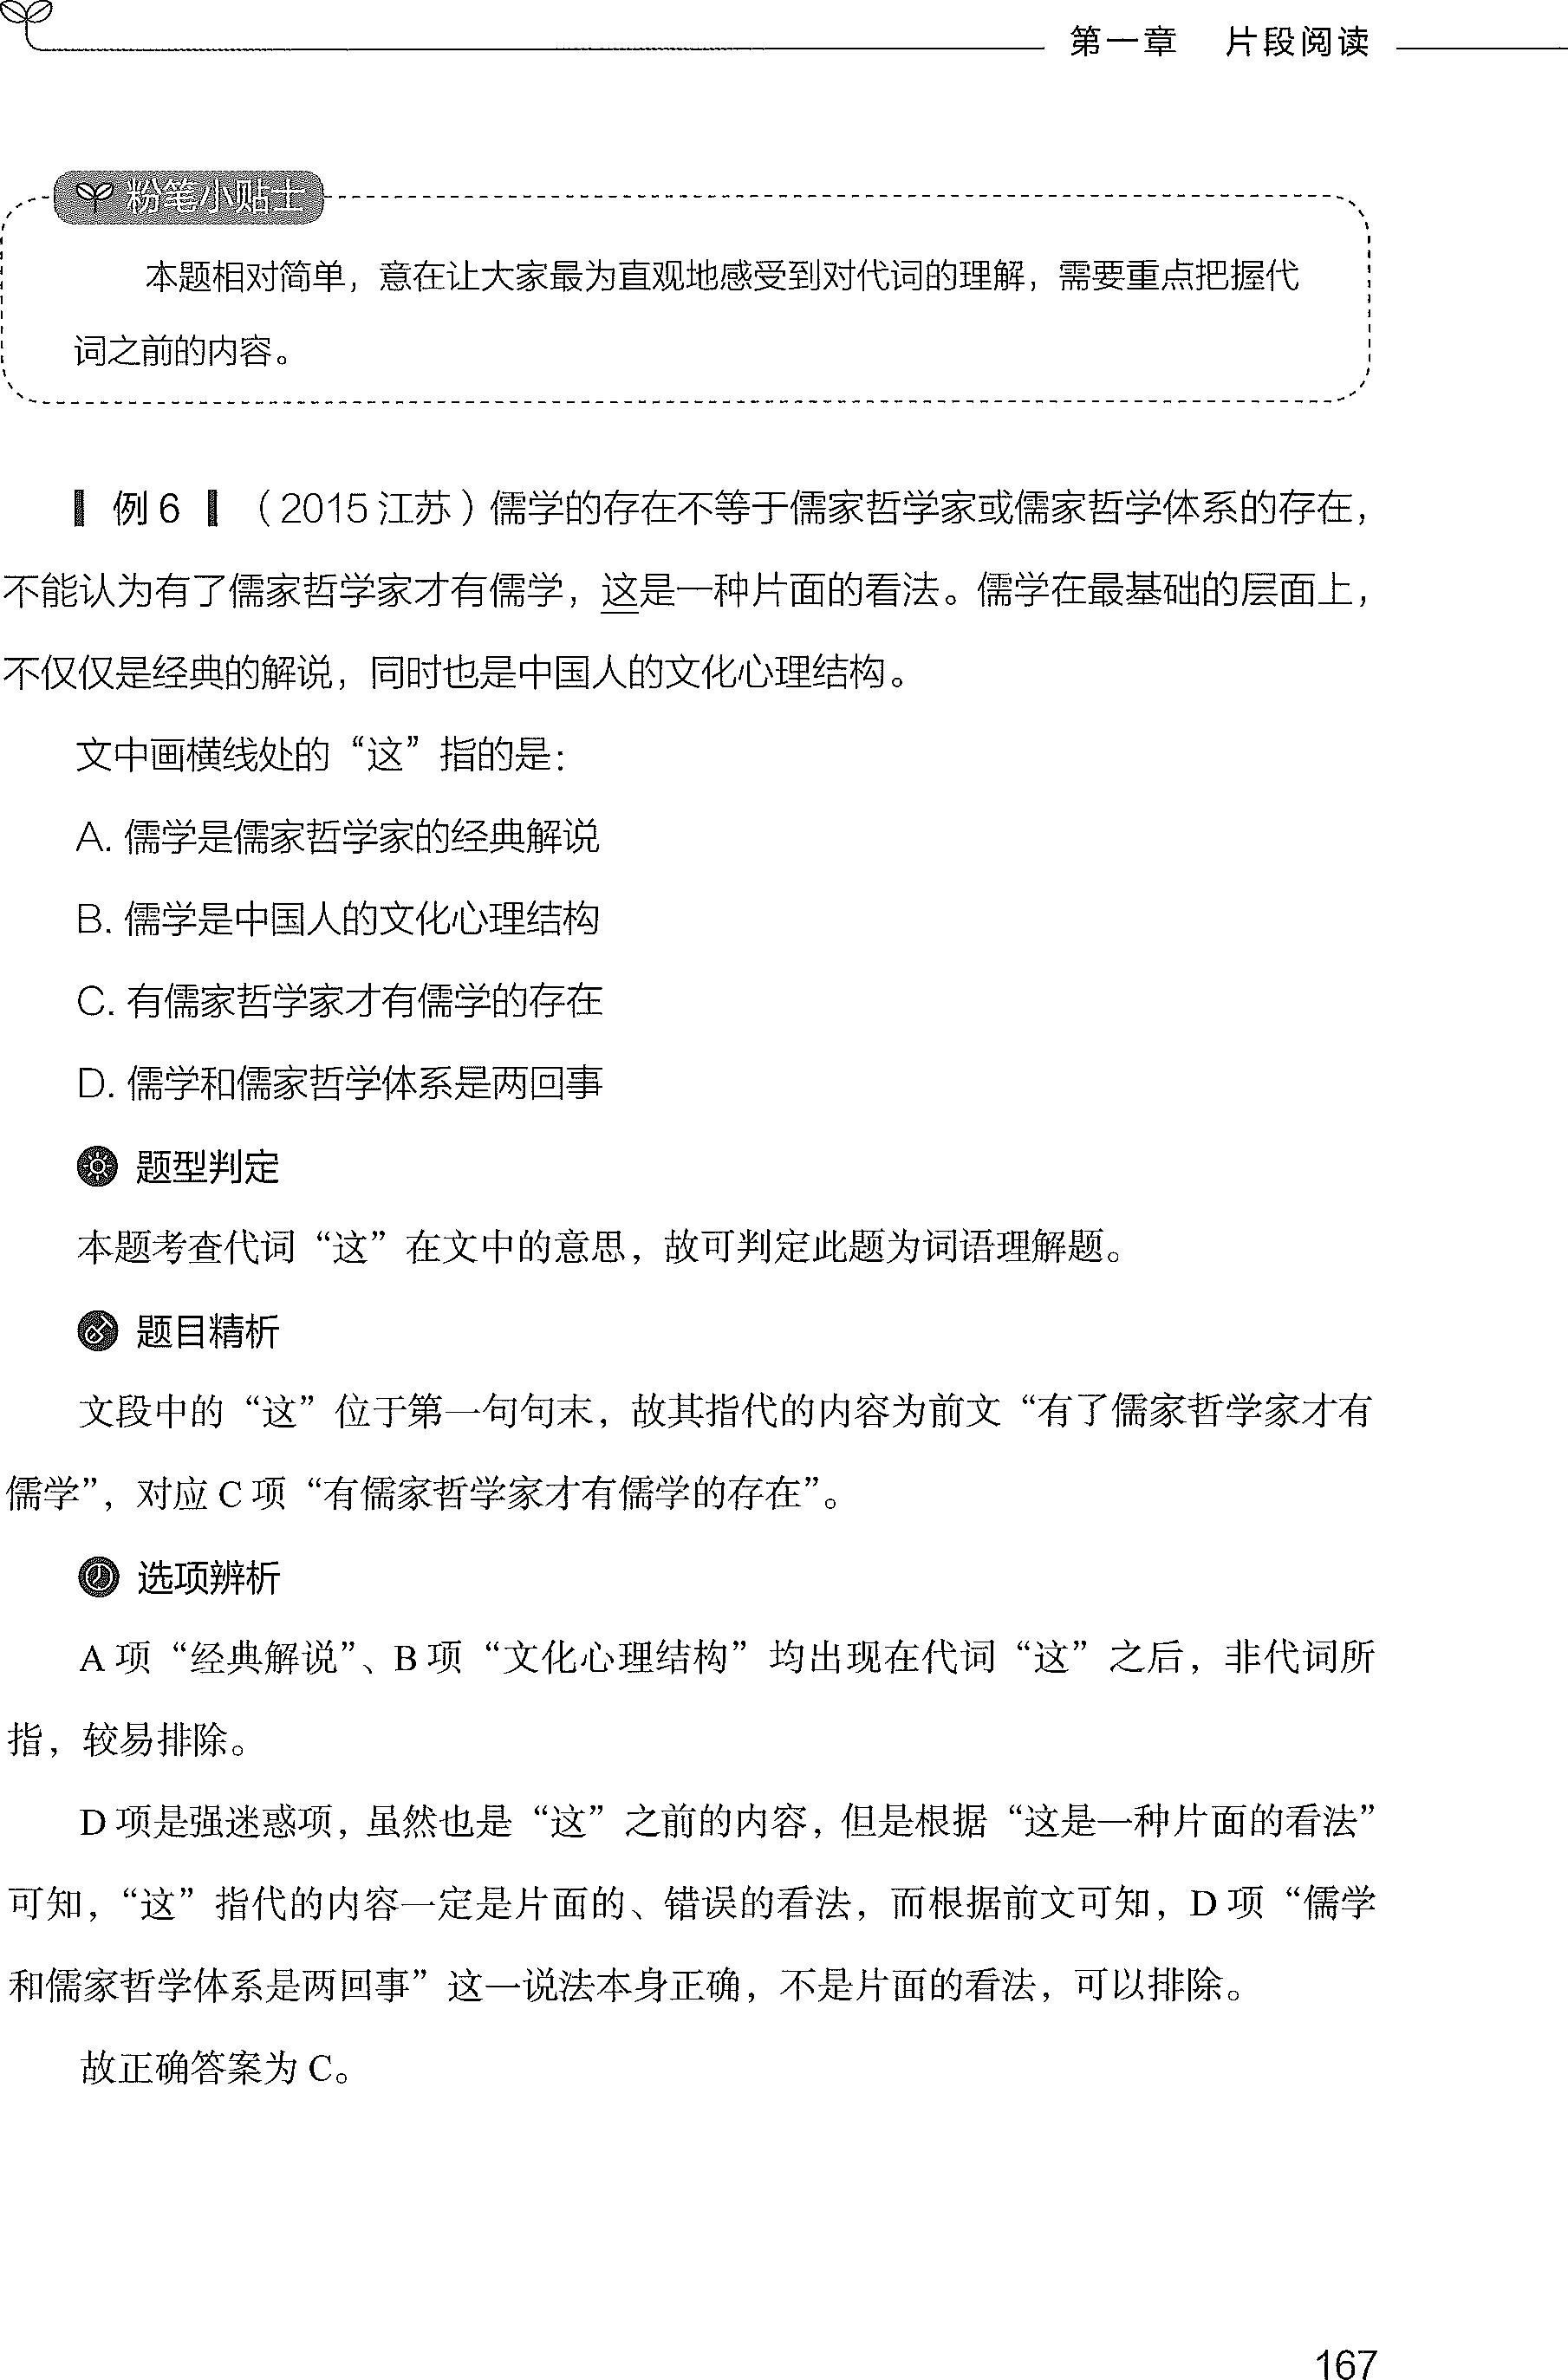 第一章 片段阅读
粉笔小贴士
本题相对简单，意在让大家最为直观地感受到对代词的理解，需要重点把握代
词之前的内容。
例6 （2015江苏）儒学的存在不等于儒家哲学家或儒家哲学体系的存在，
不能认为有了儒家哲学家才有儒学，这是一种片面的看法。儒学在最基础的层面上，
不仅仅是经典的解说，同时也是中国人的文化心理结构。
文中画横线处的“这”指的是：
A. 儒学是儒家哲学家的经典解说
B. 儒学是中国人的文化心理结构
C. 有儒家哲学家才有儒学的存在
D. 儒学和儒家哲学体系是两回事
题型判定
本题考查代词“这”在文中的意思，故可判定此题为词语理解题。
题目精析
文段中的“这”位于第一句句末，故其指代的内容为前文“有了儒家哲学家才有
儒学”，对应C项“有儒家哲学家才有儒学的存在”。
选项辨析
A项“经典解说”、B项“文化心理结构”均出现在代词“这”之后，非代词所
指，较易排除。
D项是强迷惑项，虽然也是“这”之前的内容，但是根据“这是一种片面的看法”
可知，“这”指代的内容一定是片面的、错误的看法，而根据前文可知，D项“儒学
和儒家哲学体系是两回事”这一说法本身正确，不是片面的看法，可以排除。
故正确答案为C。
167